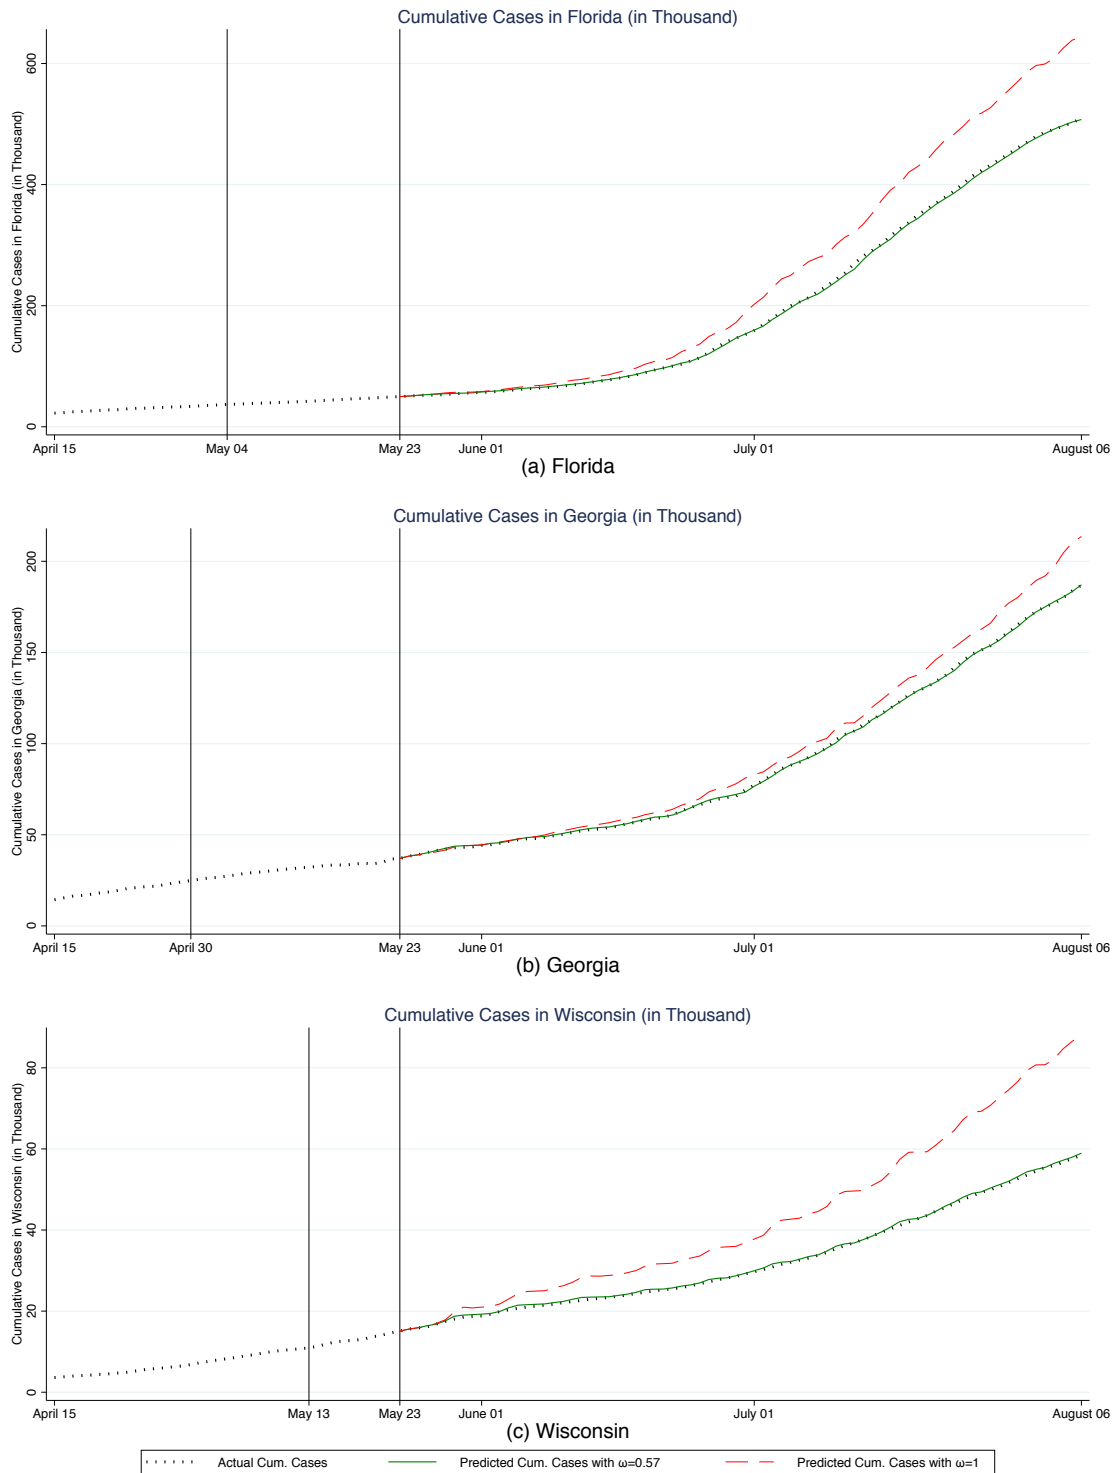 Cumulative Cases in Florida (in Thousand)
Cumulative Cases in Florida (in Thousand)
600
400
200
0
April 15 May 04 May 23 June 01 July 01 August 06
(a) Florida
Cumulative Cases in Georgia (in Thousand)
Cumulative Cases in Georgia (in Thousand)
200
150
100
50
0
April 15 April 30 May 23 June 01 July 01 August 06
(b) Georgia
Cumulative Cases in Wisconsin (in Thousand)
Cumulative Cases in Wisconsin (in Thousand)
80
60
40
20
0
April 15 May 13 May 23 June 01 July 01 August 06
(c) Wisconsin
Actual Cum. Cases Predicted Cum. Cases with ω=0.57 Predicted Cum. Cases with ω=1